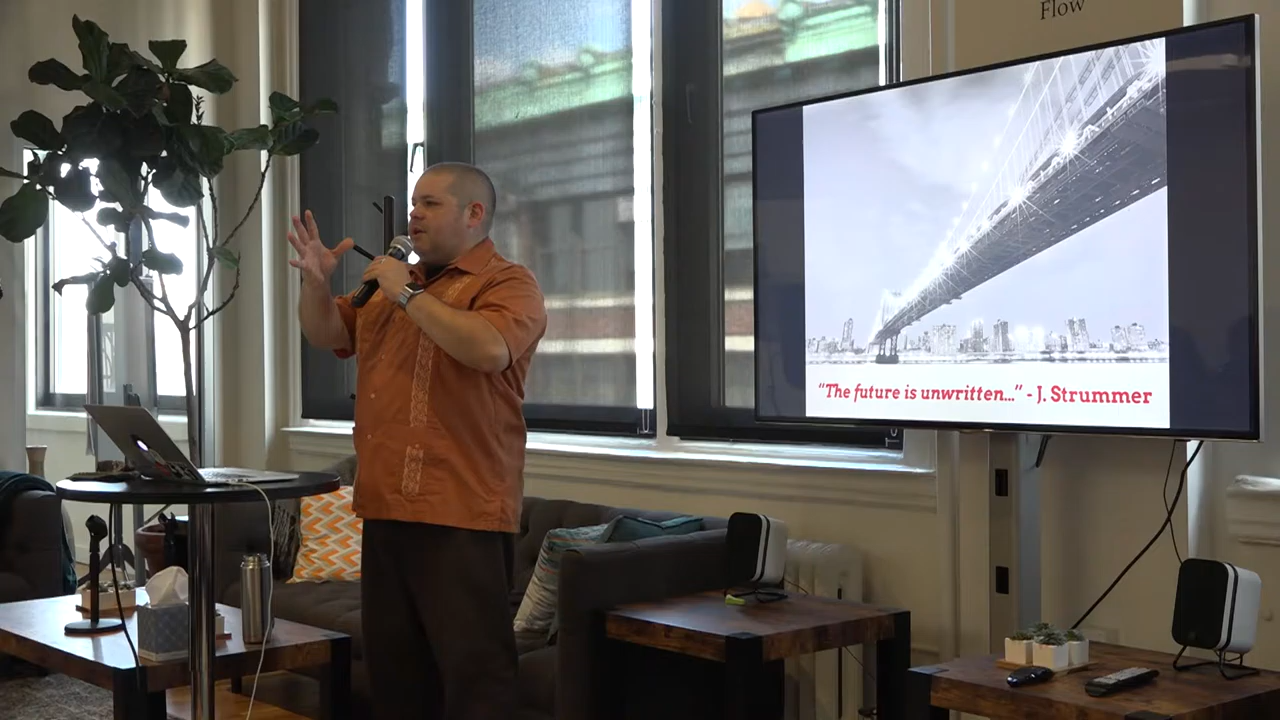 Flow
“The future is unwritten...” - J. Strummer